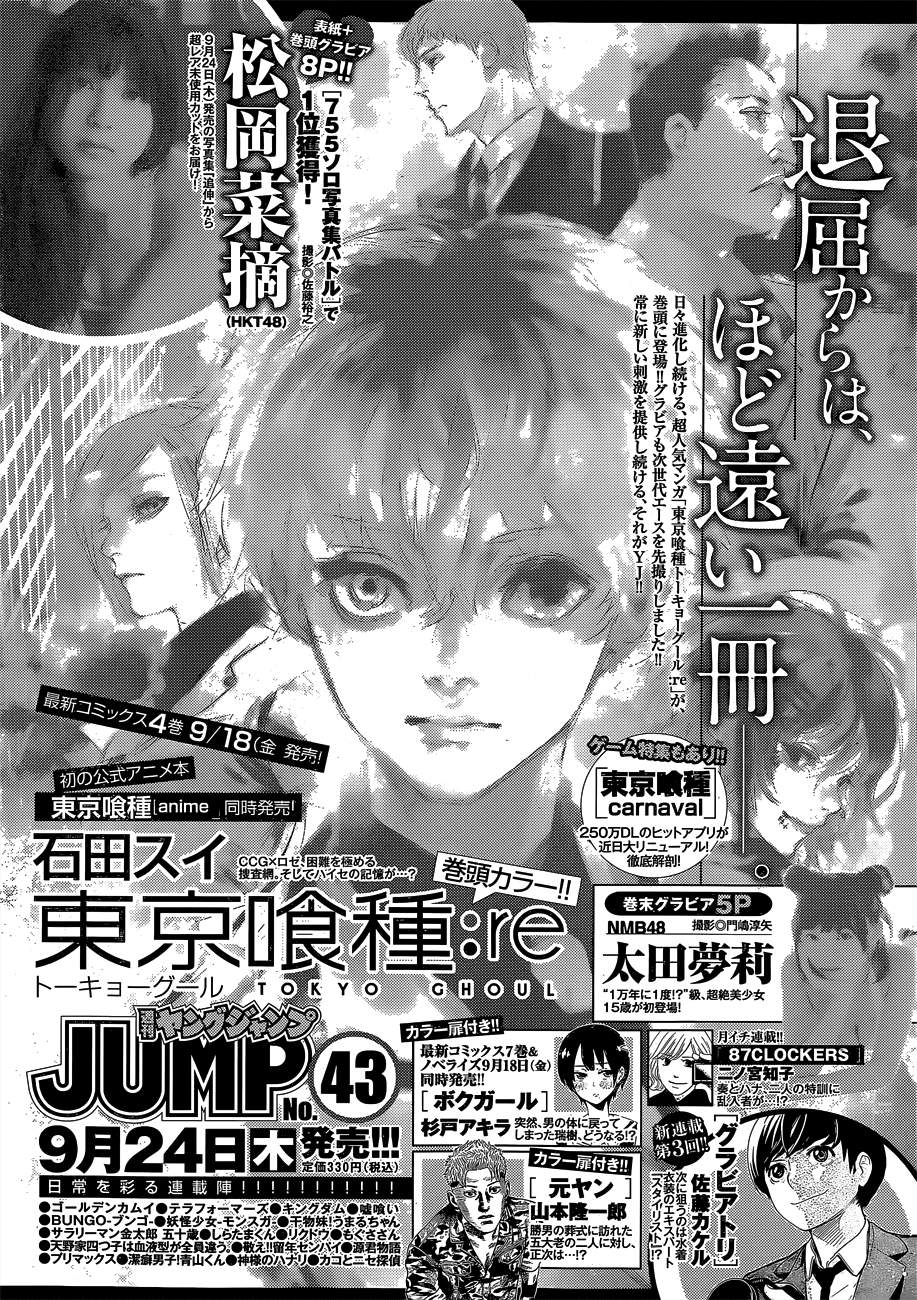 退屈からは、
ほど遠い一冊──。
日々進化し続ける、超人気マンガ「東京喰種トーキョーグール:re」が、
巻頭に登場!!グラビアも次世代エースを先撮りしました!!
常に新しい刺激を提供し続ける、それがYJ!!
表紙+
巻頭グラビア
8P!!
[755ソロ写真集バトル]で
1位獲得!
撮影◎佐藤裕之
松岡菜摘
(HKT48)
9月24日(木)発売の写真集「追伸」から
超レア未使用カットをお届け!
最新コミックス4巻 9/18(金 発売!
初の公式アニメ本
東京喰種[anime」同時発売!
石田スイ
CCG×ロゼ、困難を極める
捜査網。そしてハイセの記憶が…?
巻頭カラー!!
東京喰種:re
トーキョーグール TOKYO GHOUL
ゲーム特集もあり!!
[東京喰種
carnaval]
250万DLのヒットアプリが
近日大リニューアル!
徹底解剖!
巻末グラビア5P
NMB48 撮影◎門嶋淳矢
太田夢莉
“1万年に1度!?”級、超絶美少女
15歳が初登場!
週刊ヤングジャンプ
JUMP No.43
9月24日木発売!!!
定価330円(税込)
日常を彩る連載陣!!!!!!!!!!!
●ゴールデンカムイ●テラフォーマーズ●キングダム●嘘喰い
●BUNGO-ブンゴ-●妖怪少女-モンスガ-●干物妹!うまるちゃん
●サラリーマン金太郎 五十歳●しらたまくん●リクドウ●もぐささん
●天野家四つ子は血液型が全員違う。●敢え!留年センパイ●源君物語
●プリマックス●潔癖男子!青山くん●神様のハナリ●カコとニセ探偵
カラー扉付き!!
最新コミックス7巻&
ノベライズ9月18日(金)
同時発売!!
[ボクガール]
杉戸アキラ
突然、男の体に戻って
しまった瑞樹、どうなる!?
カラー扉付き!!
[元ヤン]
山本隆一郎
勝男の葬式に訪れた
五大老の二人に対し、
正次は…!?
月イチ連載!!
[87CLOCKERS]
二ノ宮知子
奏とハナ、二人の特訓に
乱入者が…!?
新連載
第3回!!
[グラビアトリ]
佐藤カケル
次に狙うのは水着
衣装のエキスパート
「スタイリスト」!?